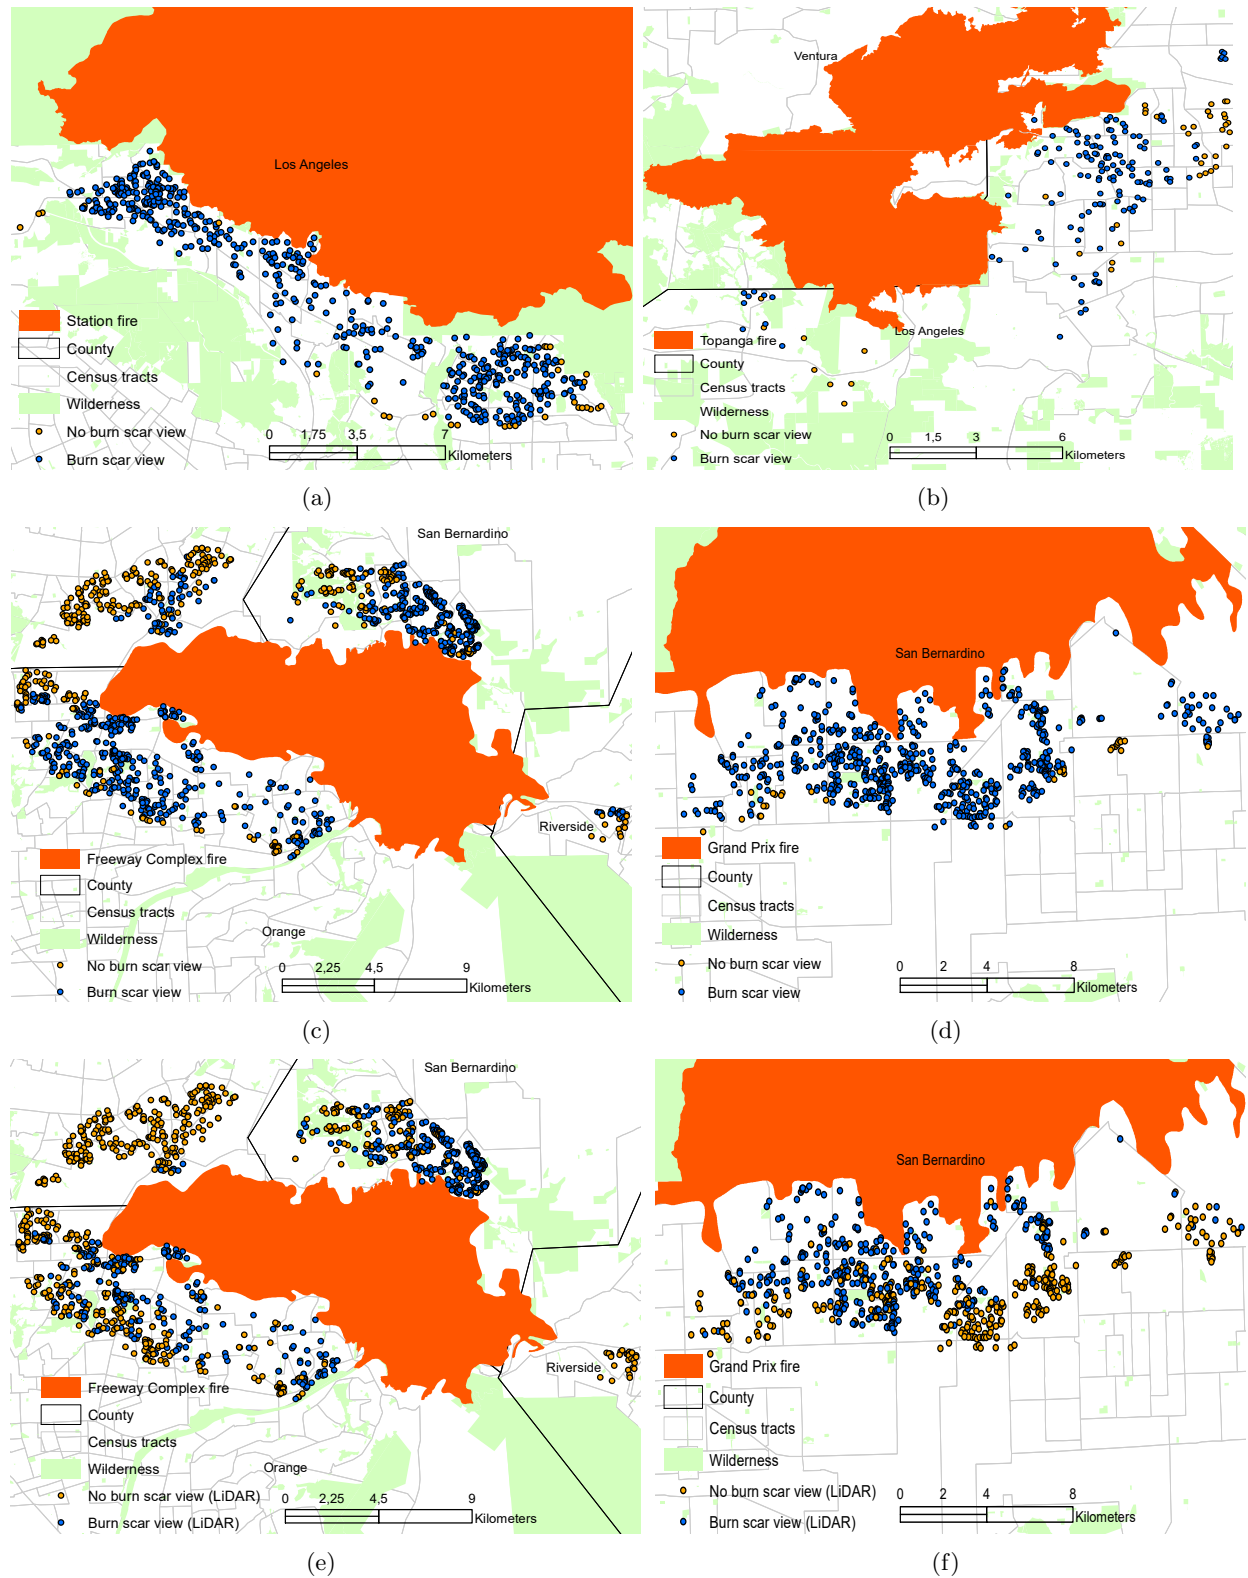 Los Angeles
Station fire
County
Census tracts
Wilderness
No burn scar view
Burn scar view
0 1,75 3,5 7
Kilometers
(a)
Ventura
Los Angeles
Topanga fire
County
Census tracts
Wilderness
No burn scar view
Burn scar view
0 1,5 3 6
Kilometers
(b)
San Bernardino
Riverside
Orange
Freeway Complex fire
County
Census tracts
Wilderness
No burn scar view
Burn scar view
0 2,25 4,5 9
Kilometers
(c)
San Bernardino
Grand Prix fire
County
Census tracts
Wilderness
No burn scar view
Burn scar view
0 2 4 8
Kilometers
(d)
San Bernardino
Riverside
Orange
Freeway Complex fire
County
Census tracts
Wilderness
No burn scar view (LiDAR)
Burn scar view (LiDAR)
0 2,25 4,5 9
Kilometers
(e)
San Bernardino
Grand Prix fire
County
Census tracts
Wilderness
No burn scar view (LiDAR)
Burn scar view (LiDAR)
0 2 4 8
Kilometers
(f)